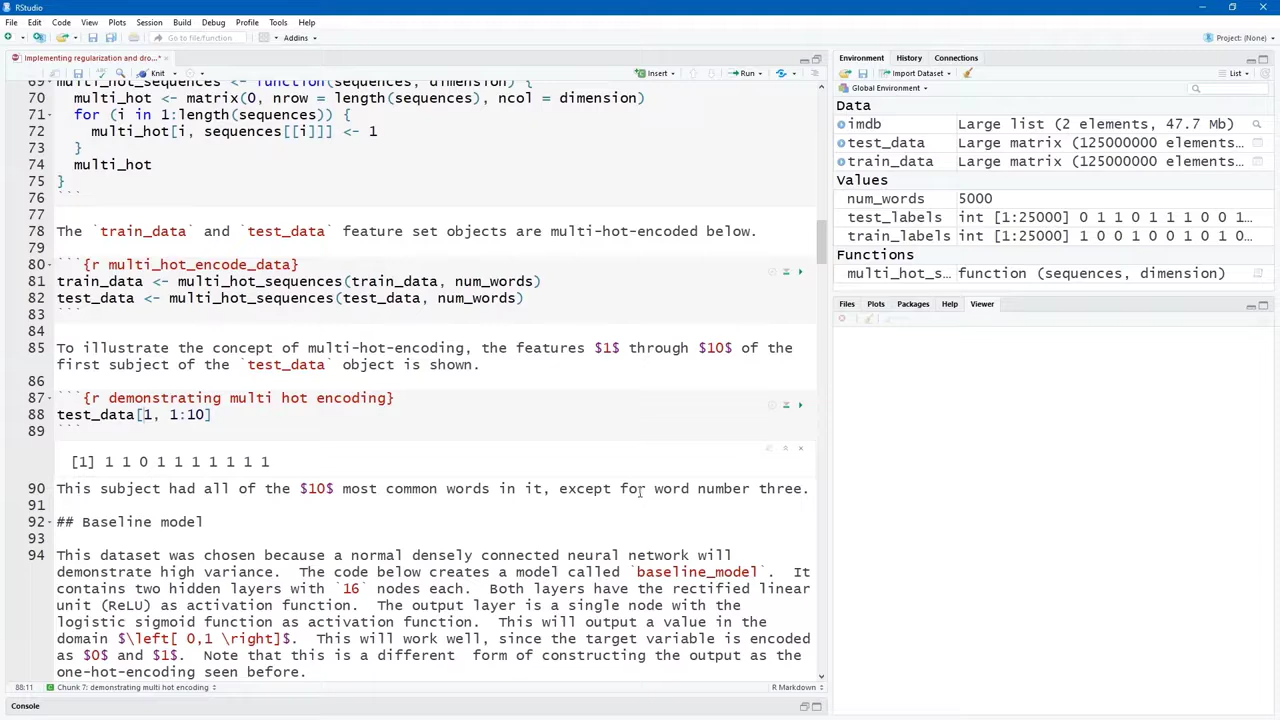 RStudio
File Edit Code View Plots Session Build Debug Profile Tools Help
Go to file/function Addins Project: (None)
Implementing regularization and dro...*
Knit Insert Run
69 multi_hot_sequences <- function(sequences, dimension) {
70 multi_hot <- matrix(0, nrow = length(sequences), ncol = dimension)
71 for (i in 1:length(sequences)) {
72 multi_hot[i, sequences[[i]]] <- 1
73 }
74 multi_hot
75 }
76 ```
77
78 The `train_data` and `test_data` feature set objects are multi-hot-encoded below.
79
80 ```{r multi_hot_encode_data}
81 train_data <- multi_hot_sequences(train_data, num_words)
82 test_data <- multi_hot_sequences(test_data, num_words)
83 ```
84
85 To illustrate the concept of multi-hot-encoding, the features $1$ through $10$ of the
first subject of the `test_data` object is shown.
86
87 ```{r demonstrating multi hot encoding}
88 test_data[1, 1:10]
89 ```
[1] 1 1 0 1 1 1 1 1 1 1
90 This subject had all of the $10$ most common words in it, except for word number three.
91
92 ## Baseline model
93
94 This dataset was chosen because a normal densely connected neural network will
demonstrate high variance. The code below creates a model called `baseline_model`. It
contains two hidden layers with `16` nodes each. Both layers have the rectified linear
unit (ReLU) as activation function. The output layer is a single node with the
logistic sigmoid function as activation function. This will output a value in the
domain $\left[ 0,1 \right]$. This will work well, since the target variable is encoded
as $0$ and $1$. Note that this is a different form of constructing the output as the
one-hot-encoding seen before.
88:11 Chunk 7: demonstrating multi hot encoding R Markdown
Console
Environment History Connections
Import Dataset List
Global Environment
Data
imdb Large list (2 elements, 47.7 Mb)
test_data Large matrix (125000000 elements...
train_data Large matrix (125000000 elements...
Values
num_words 5000
test_labels int [1:25000] 0 1 1 0 1 1 1 0 0 1...
train_labels int [1:25000] 1 0 0 1 0 0 1 0 1 0...
Functions
multi_hot_s... function (sequences, dimension)
Files Plots Packages Help Viewer